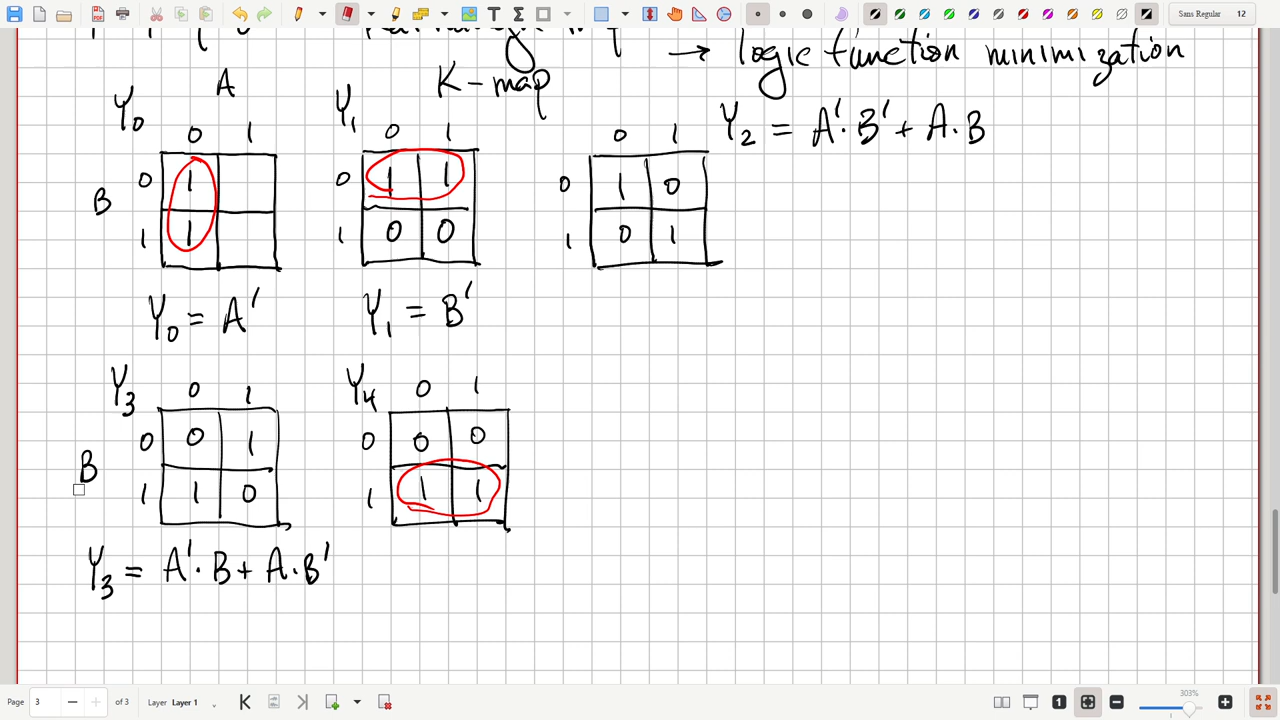 → logic function minimization
A
K-map
Y0 0 1
Y1 0 1
0 1
Y2 = A'·B' + A·B
B 0 1
1 1
0 1 1
1 0 0
0 1 0
1 0 1
Y0 = A'
Y1 = B'
Y3 0 1
Y4 0 1
B 0 0 1
1 1 0
0 0 0
1 1 1
Y3 = A'·B + A·B'
Sans Regular 12
Page 3 of 3 Layer Layer 1
303%